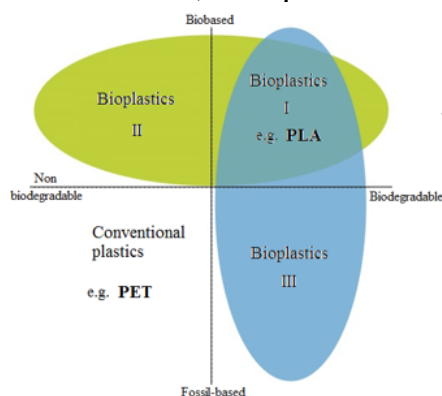 Biobased
Bioplastics
II
Bioplastics
I
e.g. PLA
Non
biodegradable
Biodegradable
Conventional
plastics
e.g. PET
Bioplastics
III
Fossil-based